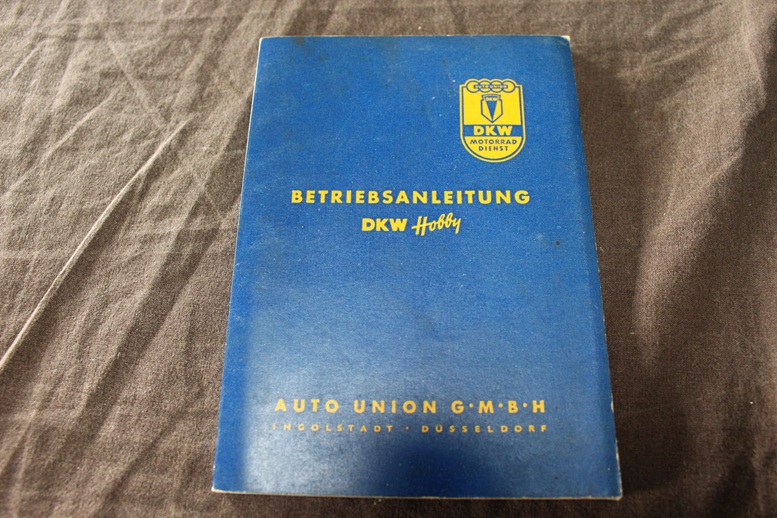 DKW
MOTORRAD
DIENST
BETRIEBSANLEITUNG
DKW Hobby
AUTO UNION G·M·B·H
INGOLSTADT · DÜSSELDORF